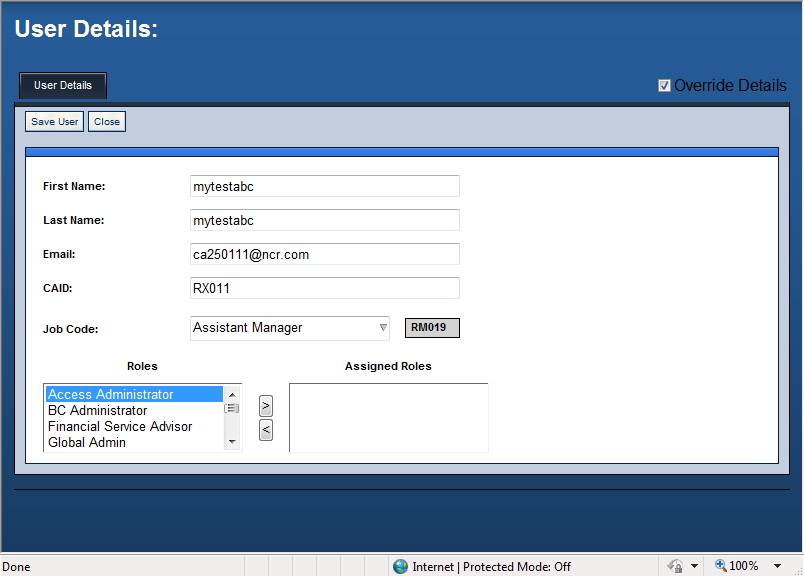 User Details:
User Details
Override Details
Save User Close
First Name: mytestabc
Last Name: mytestabc
Email: ca250111@ncr.com
CAID: RX011
Job Code: Assistant Manager RM019
Roles Assigned Roles
Access Administrator
BC Administrator
Financial Service Advisor
Global Admin
>
<
Done Internet | Protected Mode: Off 100%